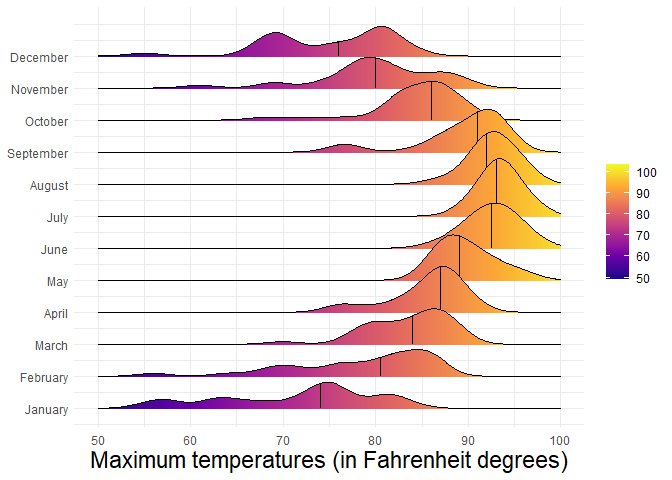 December
November
October
September
August
July
June
May
April
March
February
January
50 60 70 80 90 100
Maximum temperatures (in Fahrenheit degrees)
100
90
80
70
60
50